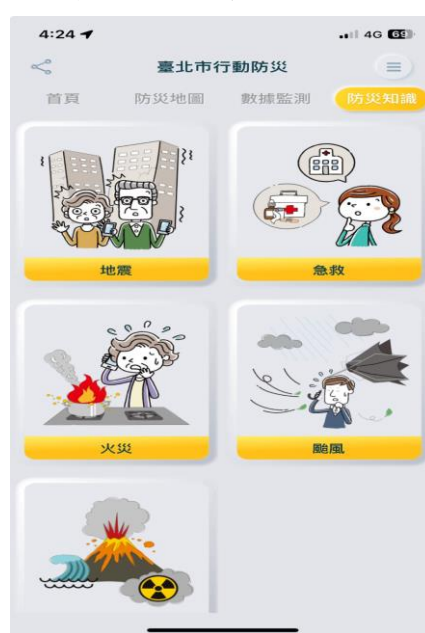 4:24
4G 69
臺北市行動防災
首頁 防災地圖 數據監測 防災知識
地震 急救
火災 颱風